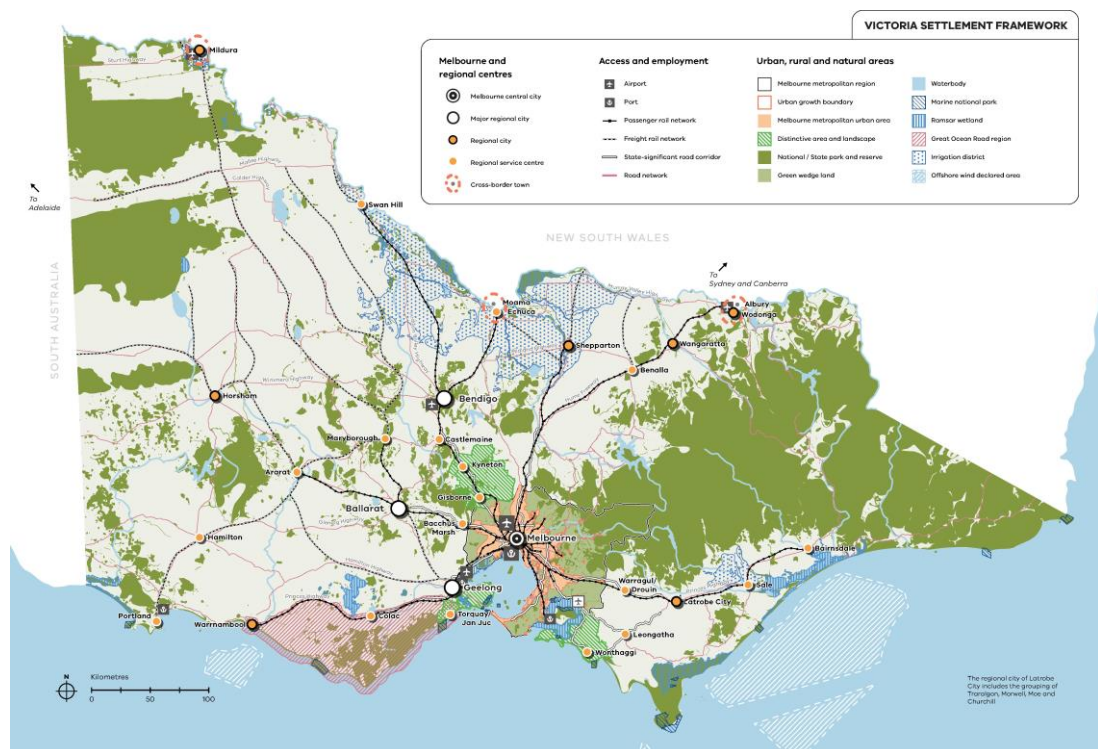 VICTORIA SETTLEMENT FRAMEWORK
Melbourne and
regional centres
Melbourne central city
Major regional city
Regional city
Regional service centre
Cross-border town
Access and employment
Airport
Port
Passenger rail network
Freight rail network
State-significant road corridor
Road network
Urban, rural and natural areas
Melbourne metropolitan region
Urban growth boundary
Melbourne metropolitan urban area
Distinctive area and landscape
National / State park and reserve
Green wedge land
Waterbody
Marine national park
Ramsar wetland
Great Ocean Road region
Irrigation district
Offshore wind declared area
Mildura
To
Adelaide
SOUTH AUSTRALIA
NEW SOUTH WALES
Swan Hill
To
Sydney and Canberra
Moama
Echuca
Albury
Wodonga
Shepparton
Wangaratta
Benalla
Horsham
Bendigo
Maryborough
Castlemaine
Kyneton
Ararat
Gisborne
Ballarat
Bacchus
Marsh
Melbourne
Hamilton
Hamilton Highway
Geelong
Bairnsdale
Warragul/
Drouin
Sale
Latrobe City
Portland
Warrnambool
Princes Highway
Colac
Torquay/
Jan Juc
Leongatha
Wonthaggi
N
Kilometres
0 50 100
The regional city of Latrobe
City includes the grouping of
Traralgon, Morwell, Moe and
Churchill